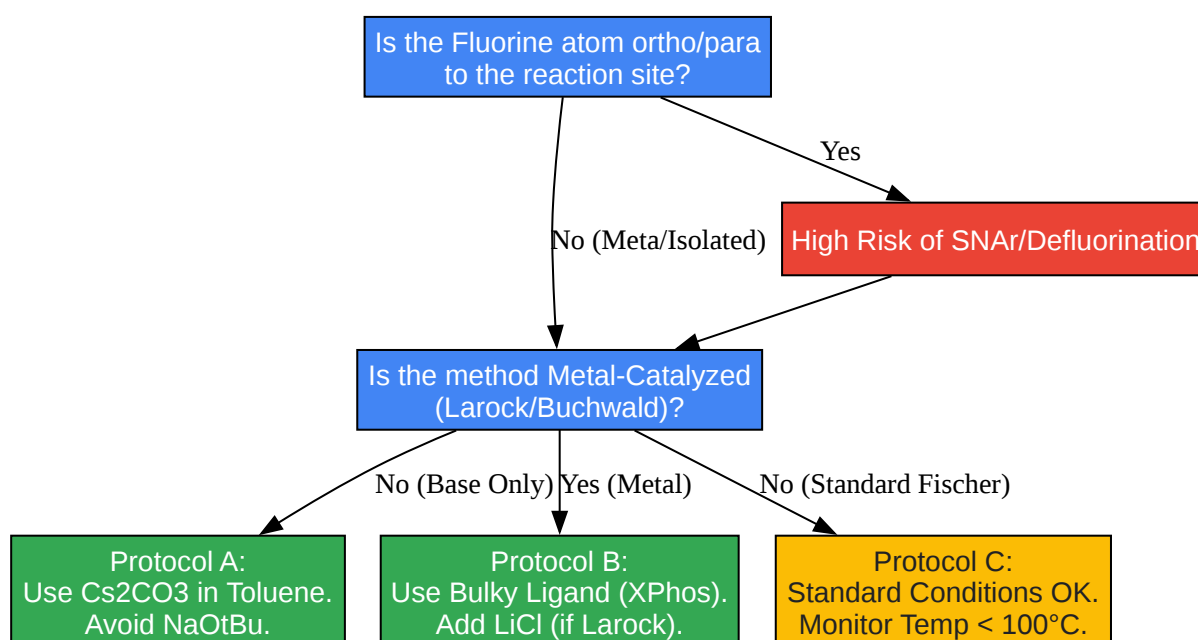 Is the Fluorine atom ortho/para
to the reaction site?
Yes
No (Meta/Isolated)
High Risk of SNAr/Defluorination
Is the method Metal-Catalyzed
(Larock/Buchwald)?
No (Base Only)
Yes (Metal)
No (Standard Fischer)
Protocol A:
Use Cs2CO3 in Toluene.
Avoid NaOtBu.
Protocol B:
Use Bulky Ligand (XPhos).
Add LiCl (if Larock).
Protocol C:
Standard Conditions OK.
Monitor Temp < 100°C.